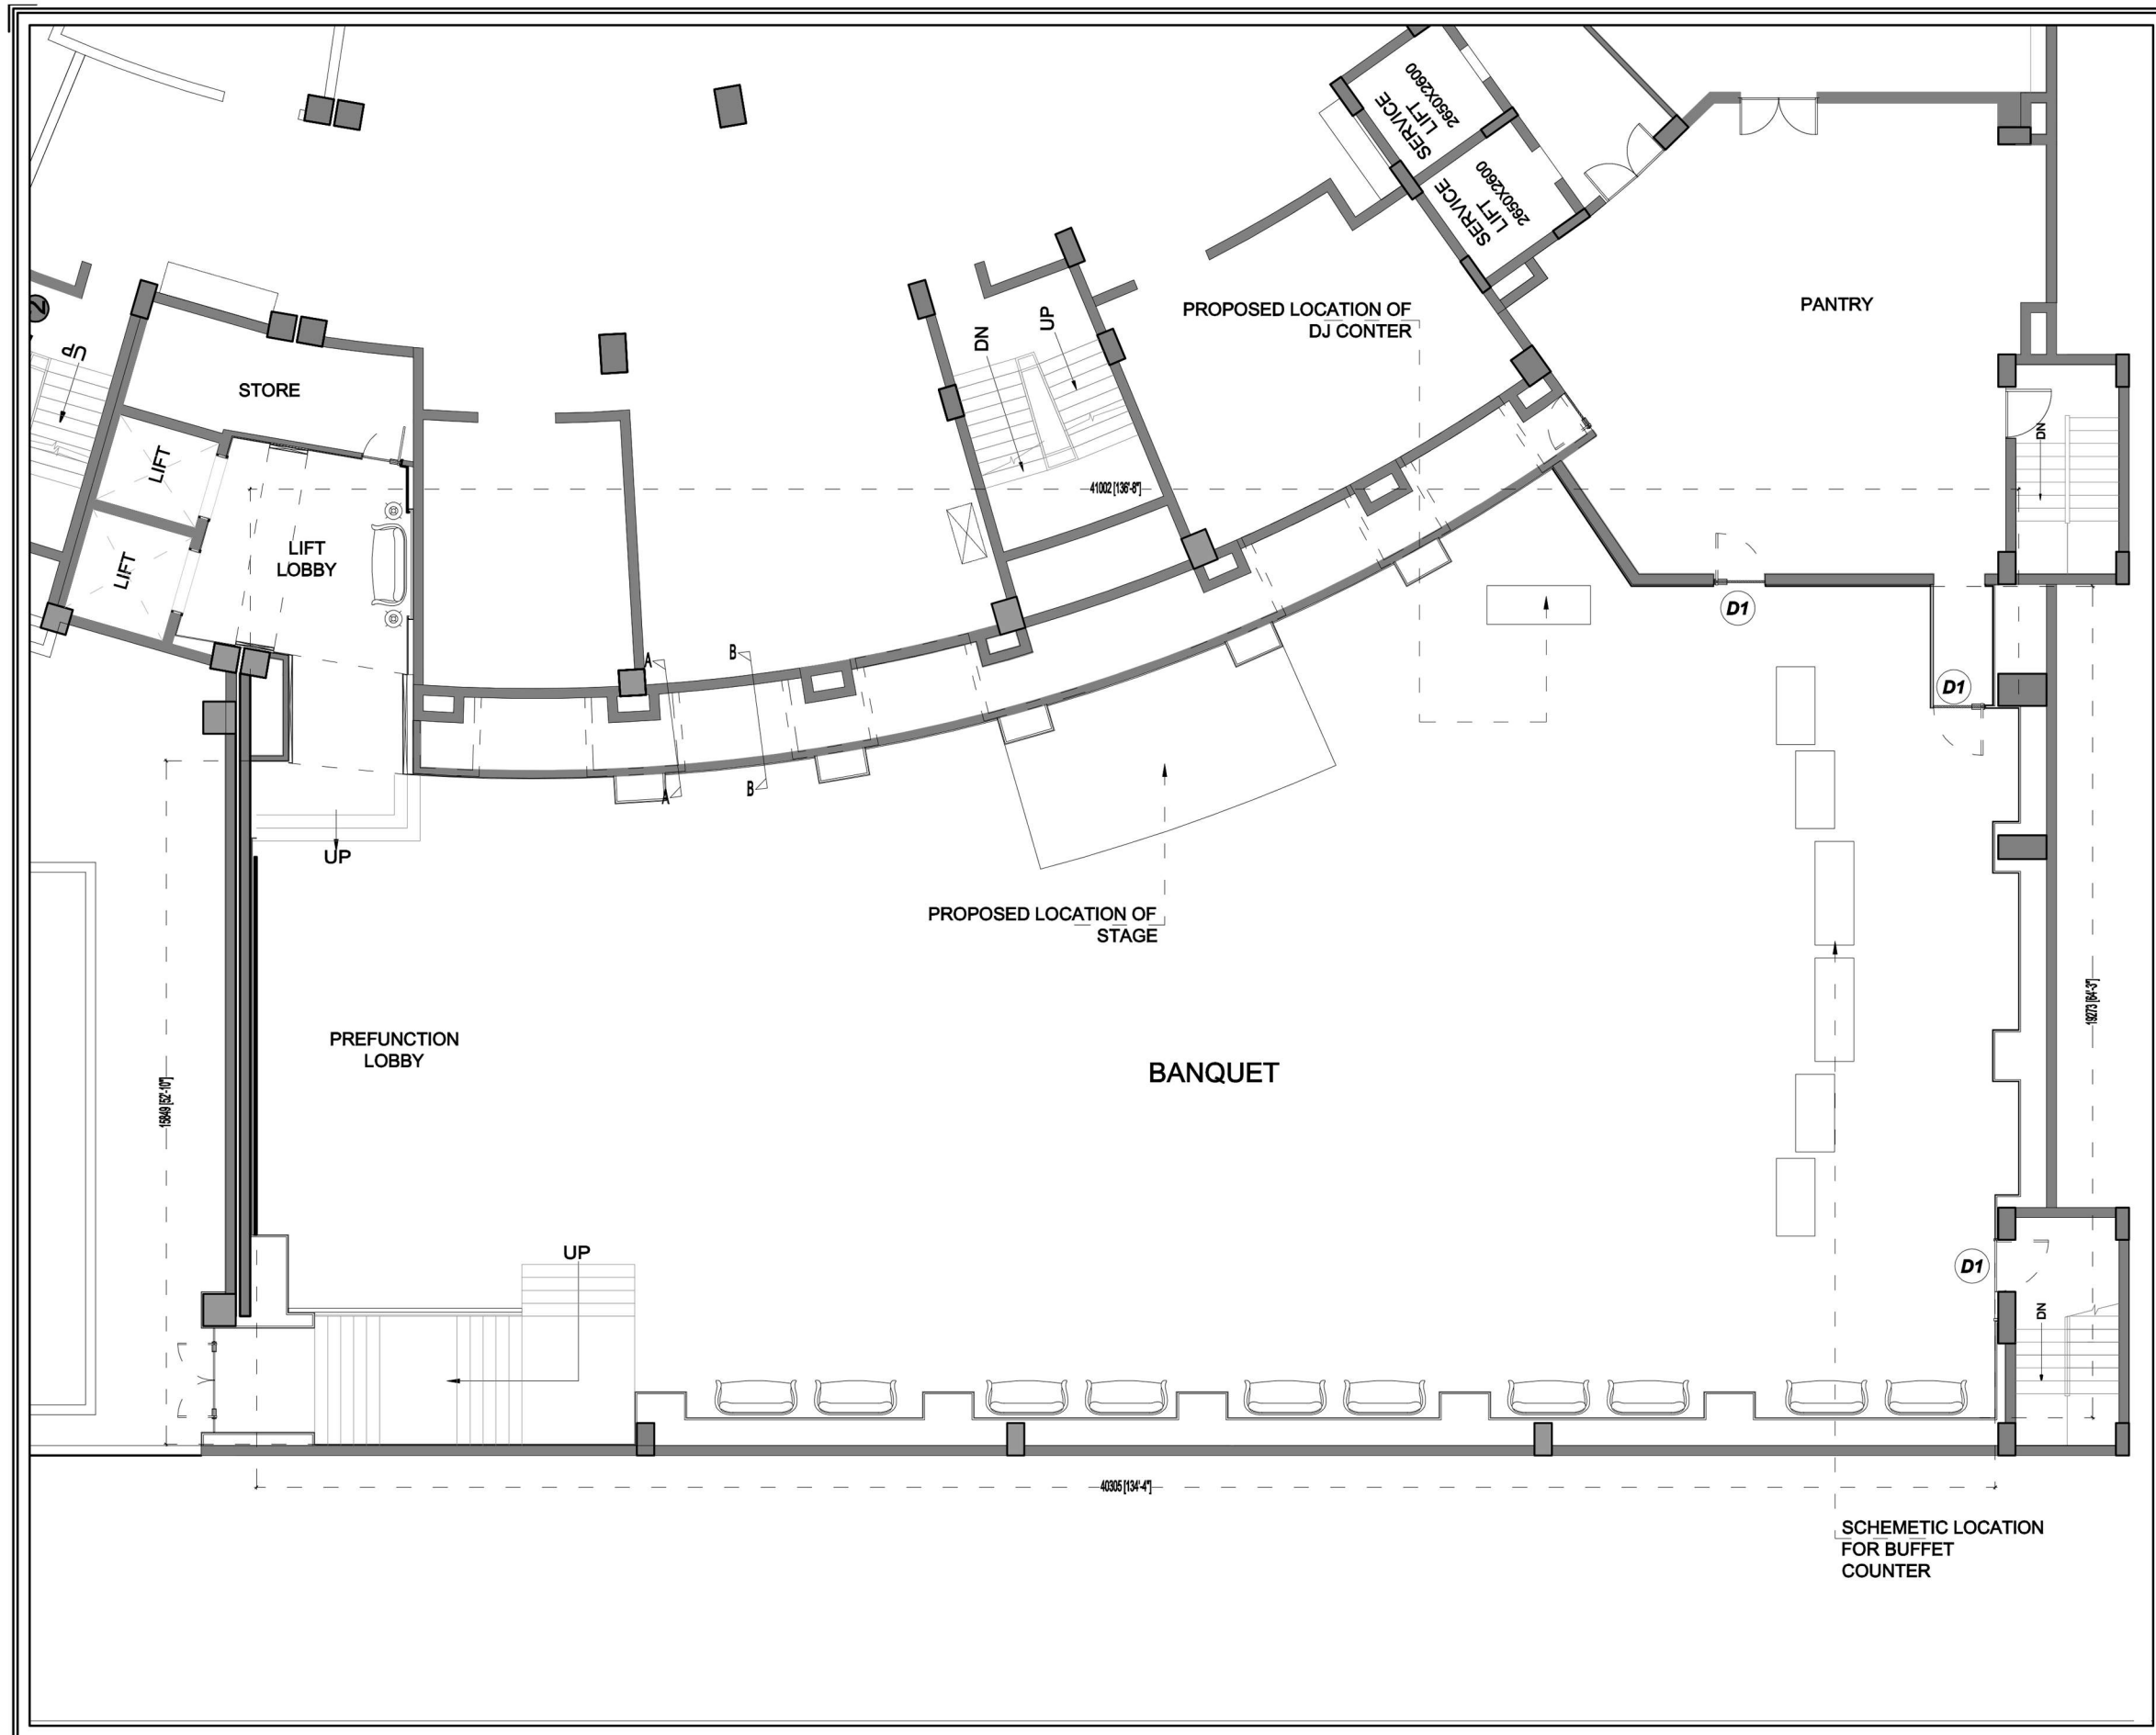 SERVICE
LIFT
2650X2600
SERVICE
LIFT
2650X2600
PROPOSED LOCATION OF
DJ CONTER
PANTRY
2
UP
STORE
DN
UP
DN
LIFT
LIFT
LIFT
LOBBY
41002 [136'-8"]
D1
D1
A
B
A
B
UP
PROPOSED LOCATION OF
STAGE
PREFUNCTION
LOBBY
BANQUET
15849 [52'-10"]
19273 [64'-3"]
UP
D1
DN
40305 [134'-4"]
SCHEMETIC LOCATION
FOR BUFFET
COUNTER